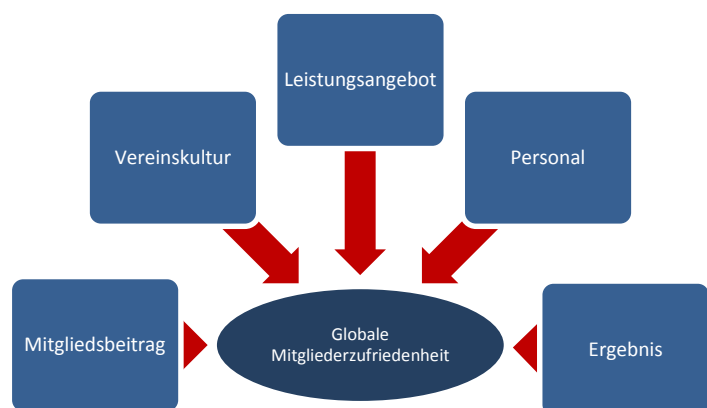 Leistungsangebot
Vereinskultur
Personal
Mitgliedsbeitrag
Globale
Mitgliederzufriedenheit
Ergebnis